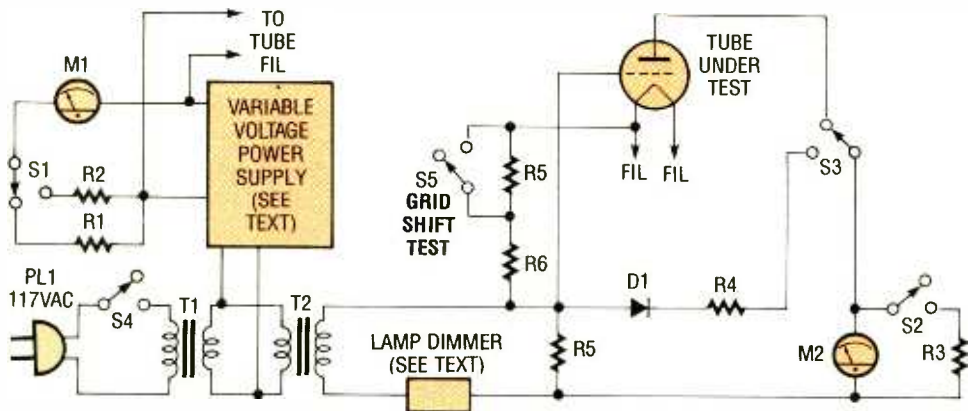 TO
TUBE
FIL
M1
VARIABLE
VOLTAGE
POWER
SUPPLY
(SEE
TEXT)
S1
R2
R1
PL1
117VAC
S4
T1
T2
LAMP DIMMER
(SEE TEXT)
TUBE
UNDER
TEST
S5
GRID
SHIFT
TEST
R5
R6
FIL
FIL
S3
D1
R4
R5
S2
M2
R3